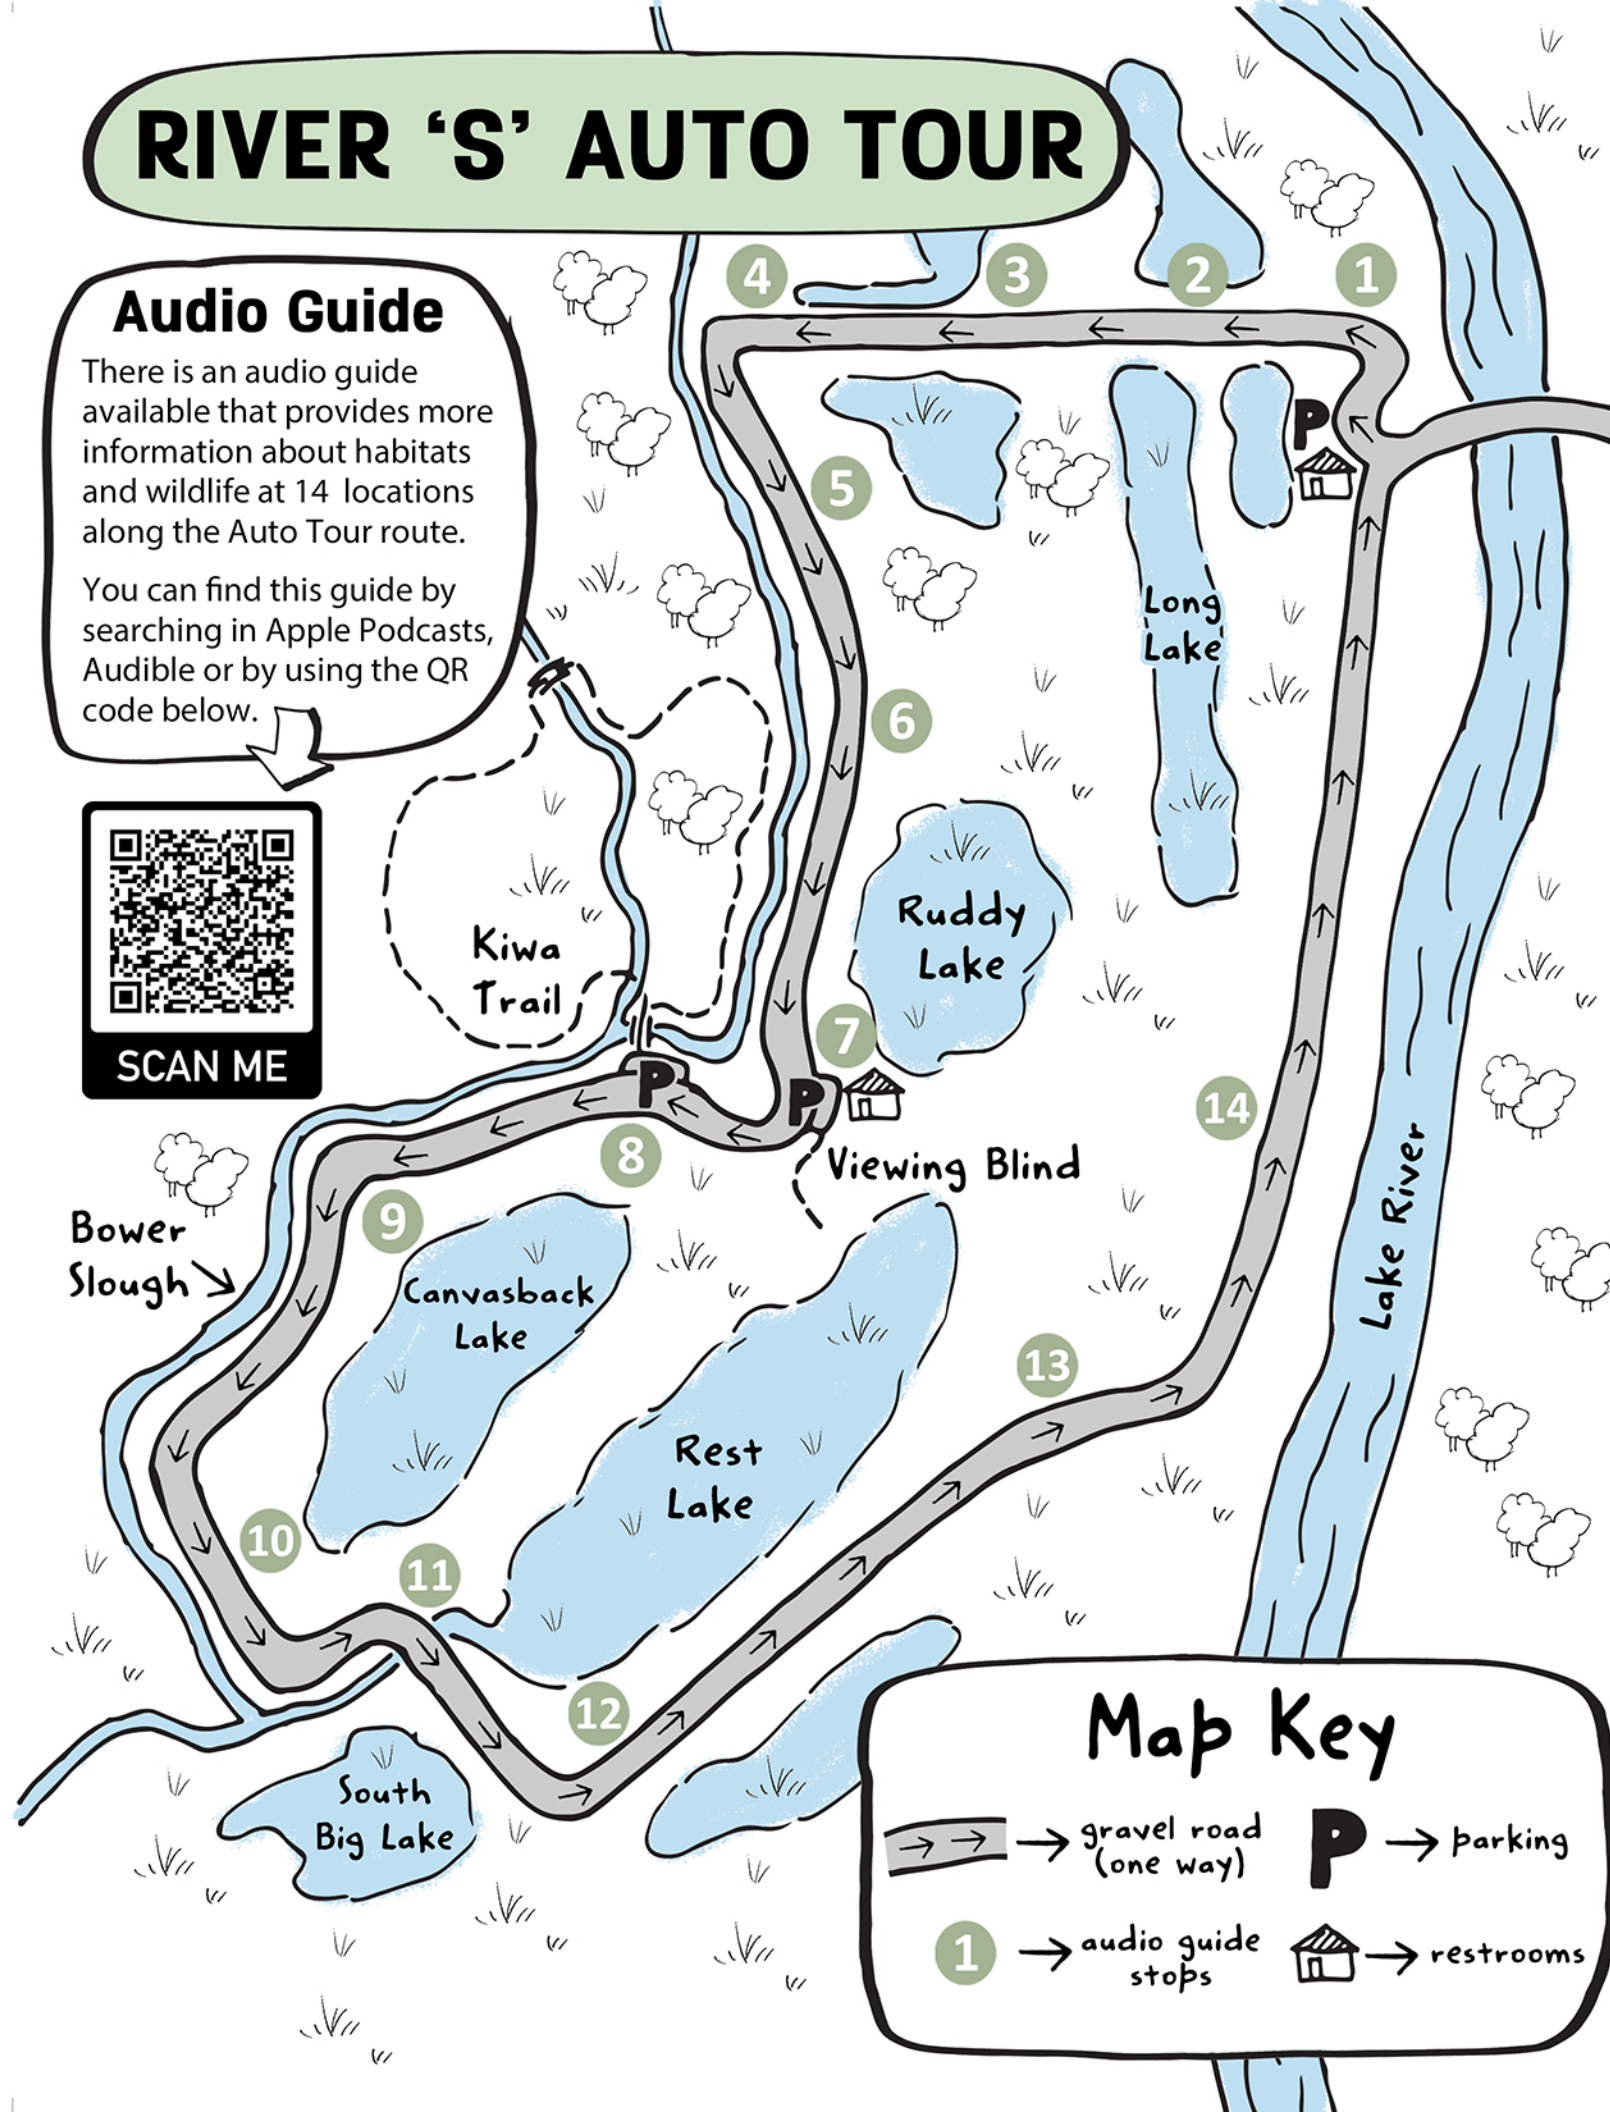 RIVER ‘S’ AUTO TOUR
Audio Guide
There is an audio guide
available that provides more
information about habitats
and wildlife at 14 locations
along the Auto Tour route.
You can find this guide by
searching in Apple Podcasts,
Audible or by using the QR
code below.
SCAN ME
4
3
2
1
P
5
Long
Lake
6
Ruddy
Lake
Kiwa
Trail
7
P
P
8
Viewing Blind
14
9
Bower
Slough
Canvasback
Lake
Lake River
13
Rest
Lake
10
11
12
South
Big Lake
Map Key
gravel road
(one way)
P
parking
1
audio guide
stops
restrooms